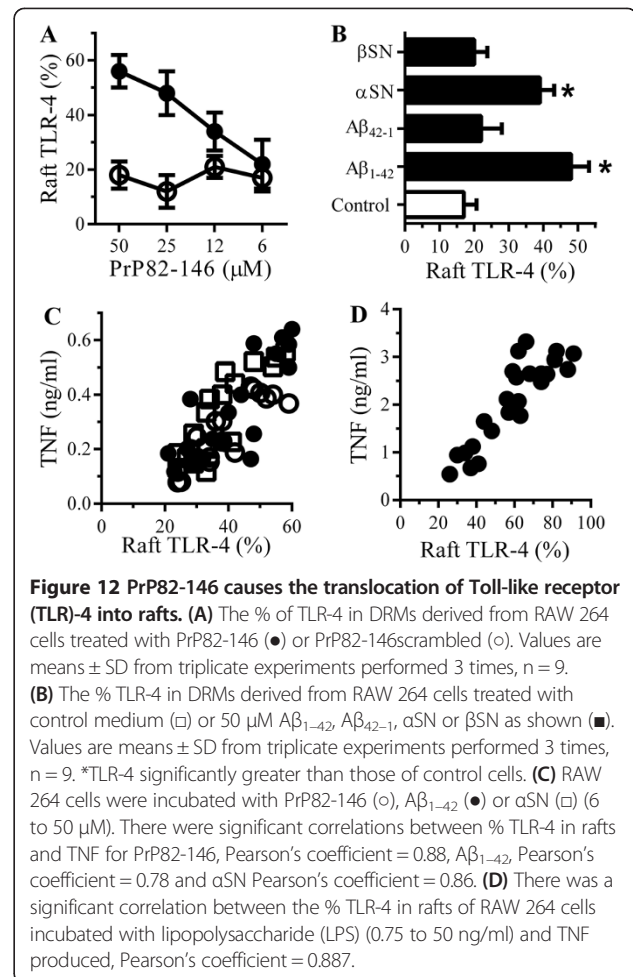 A
Raft TLR-4 (%)
60
40
20
0
50 25 12 6
PrP82-146 (µM)
B
βSN
αSN
*
Aβ42-1
Aβ1-42
*
Control
0 10 20 30 40 50
Raft TLR-4 (%)
C
TNF (ng/ml)
0.6
0.4
0.2
0.0
0 20 40 60
Raft TLR-4 (%)
D
TNF (ng/ml)
3
2
1
0
0 20 40 60 80 100
Raft TLR-4 (%)
Figure 12 PrP82-146 causes the translocation of Toll-like receptor
(TLR)-4 into rafts. (A) The % of TLR-4 in DRMs derived from RAW 264
cells treated with PrP82-146 (●) or PrP82-146scrambled (○). Values are
means ± SD from triplicate experiments performed 3 times, n = 9.
(B) The % TLR-4 in DRMs derived from RAW 264 cells treated with
control medium (□) or 50 μM Aβ1–42, Aβ42–1, αSN or βSN as shown (■).
Values are means ± SD from triplicate experiments performed 3 times,
n = 9. *TLR-4 significantly greater than those of control cells. (C) RAW
264 cells were incubated with PrP82-146 (○), Aβ1–42 (●) or αSN (□) (6
to 50 μM). There were significant correlations between % TLR-4 in rafts
and TNF for PrP82-146, Pearson's coefficient = 0.88, Aβ1–42, Pearson's
coefficient = 0.78 and αSN Pearson's coefficient = 0.86. (D) There was a
significant correlation between the % TLR-4 in rafts of RAW 264 cells
incubated with lipopolysaccharide (LPS) (0.75 to 50 ng/ml) and TNF
produced, Pearson's coefficient = 0.887.